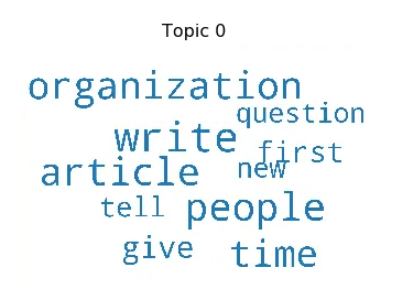 Topic 0
organization
question
write
first
article
new
tell people
give
time